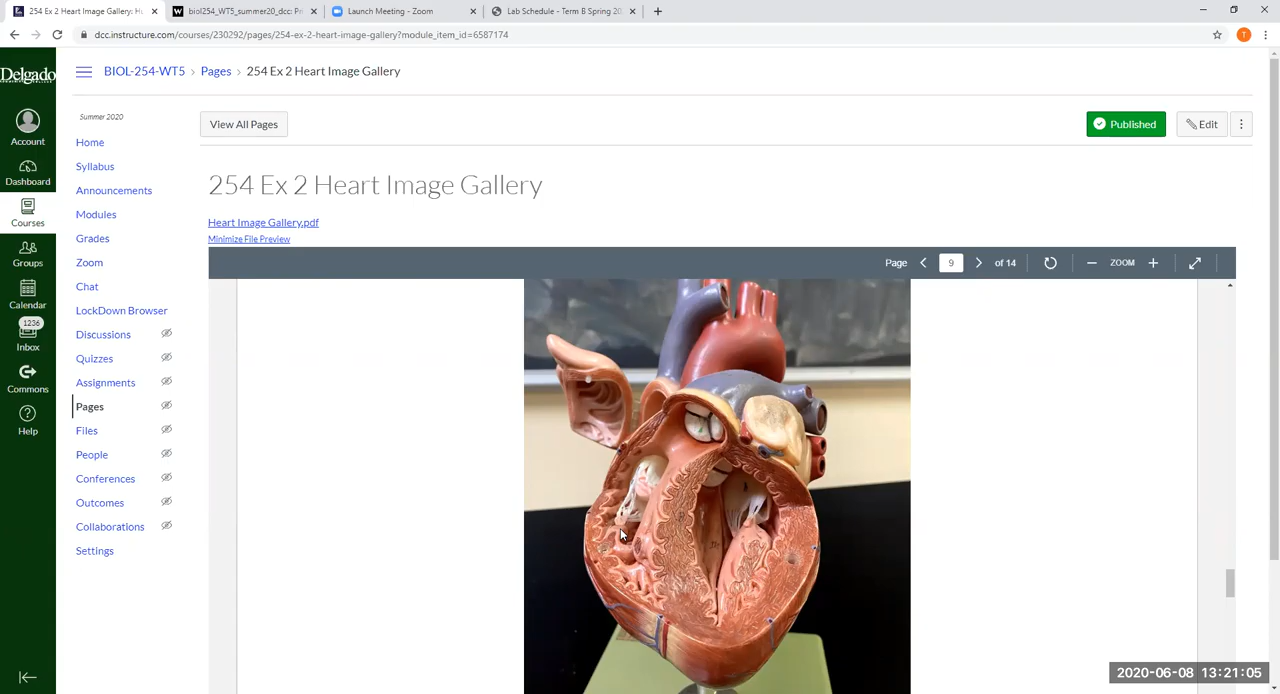 254 Ex 2 Heart Image Gallery: Hu
biol254_WT5_summer20_dcc: Pri
Launch Meeting - Zoom
Lab Schedule - Term B Spring 202
dcc.instructure.com/courses/230292/pages/254-ex-2-heart-image-gallery?module_item_id=6587174
T
Delgado
BIOL-254-WT5 > Pages > 254 Ex 2 Heart Image Gallery
Account
Dashboard
Courses
Groups
Calendar
1236
Inbox
Commons
Help
Summer 2020
Home
Syllabus
Announcements
Modules
Grades
Zoom
Chat
LockDown Browser
Discussions
Quizzes
Assignments
Pages
Files
People
Conferences
Outcomes
Collaborations
Settings
View All Pages
Published
Edit
254 Ex 2 Heart Image Gallery
Heart Image Gallery.pdf
Minimize File Preview
Page 9 of 14
ZOOM
2020-06-08 13:21:05